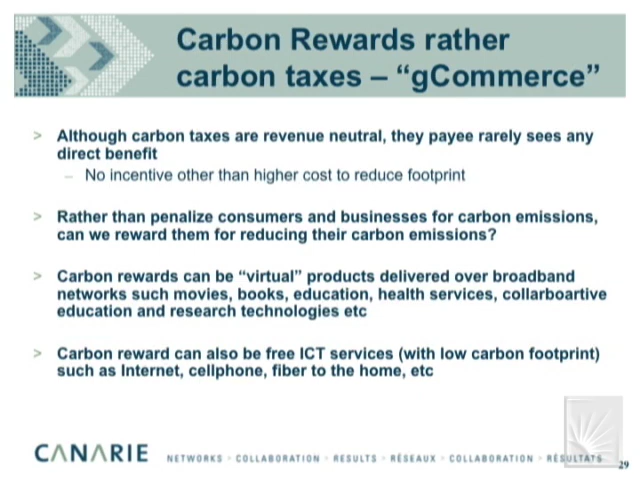 Carbon Rewards rather
carbon taxes – “gCommerce”
> Although carbon taxes are revenue neutral, they payee rarely sees any
direct benefit
– No incentive other than higher cost to reduce footprint
> Rather than penalize consumers and businesses for carbon emissions,
can we reward them for reducing their carbon emissions?
> Carbon rewards can be “virtual” products delivered over broadband
networks such movies, books, education, health services, collarboartive
education and research technologies etc
> Carbon reward can also be free ICT services (with low carbon footprint)
such as Internet, cellphone, fiber to the home, etc
CANARIE NETWORKS · COLLABORATION · RESULTS · RÉSEAUX · COLLABORATION · RÉSULTATS
29